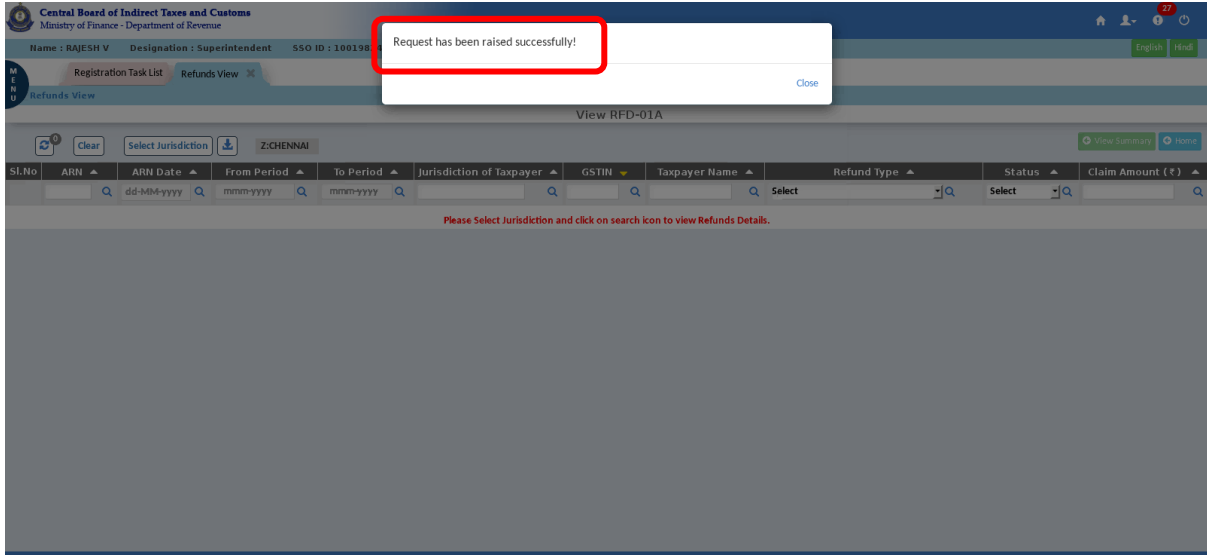 Central Board of Indirect Taxes and Customs
Ministry of Finance - Department of Revenue
27
Name : RAJESH V Designation : Superintendent SSO ID : 10019824
English Hindi
Request has been raised successfully!
Close
MENU
Registration Task List Refunds View
Refunds View
View RFD-01A
0 Clear Select Jurisdiction Z:CHENNAI
View Summary Home
Sl.No ARN ARN Date From Period To Period Jurisdiction of Taxpayer GSTIN Taxpayer Name Refund Type Status Claim Amount (₹)
dd-MM-yyyy mmm-yyyy mmm-yyyy Select Select
Please Select Jurisdiction and click on search icon to view Refunds Details.